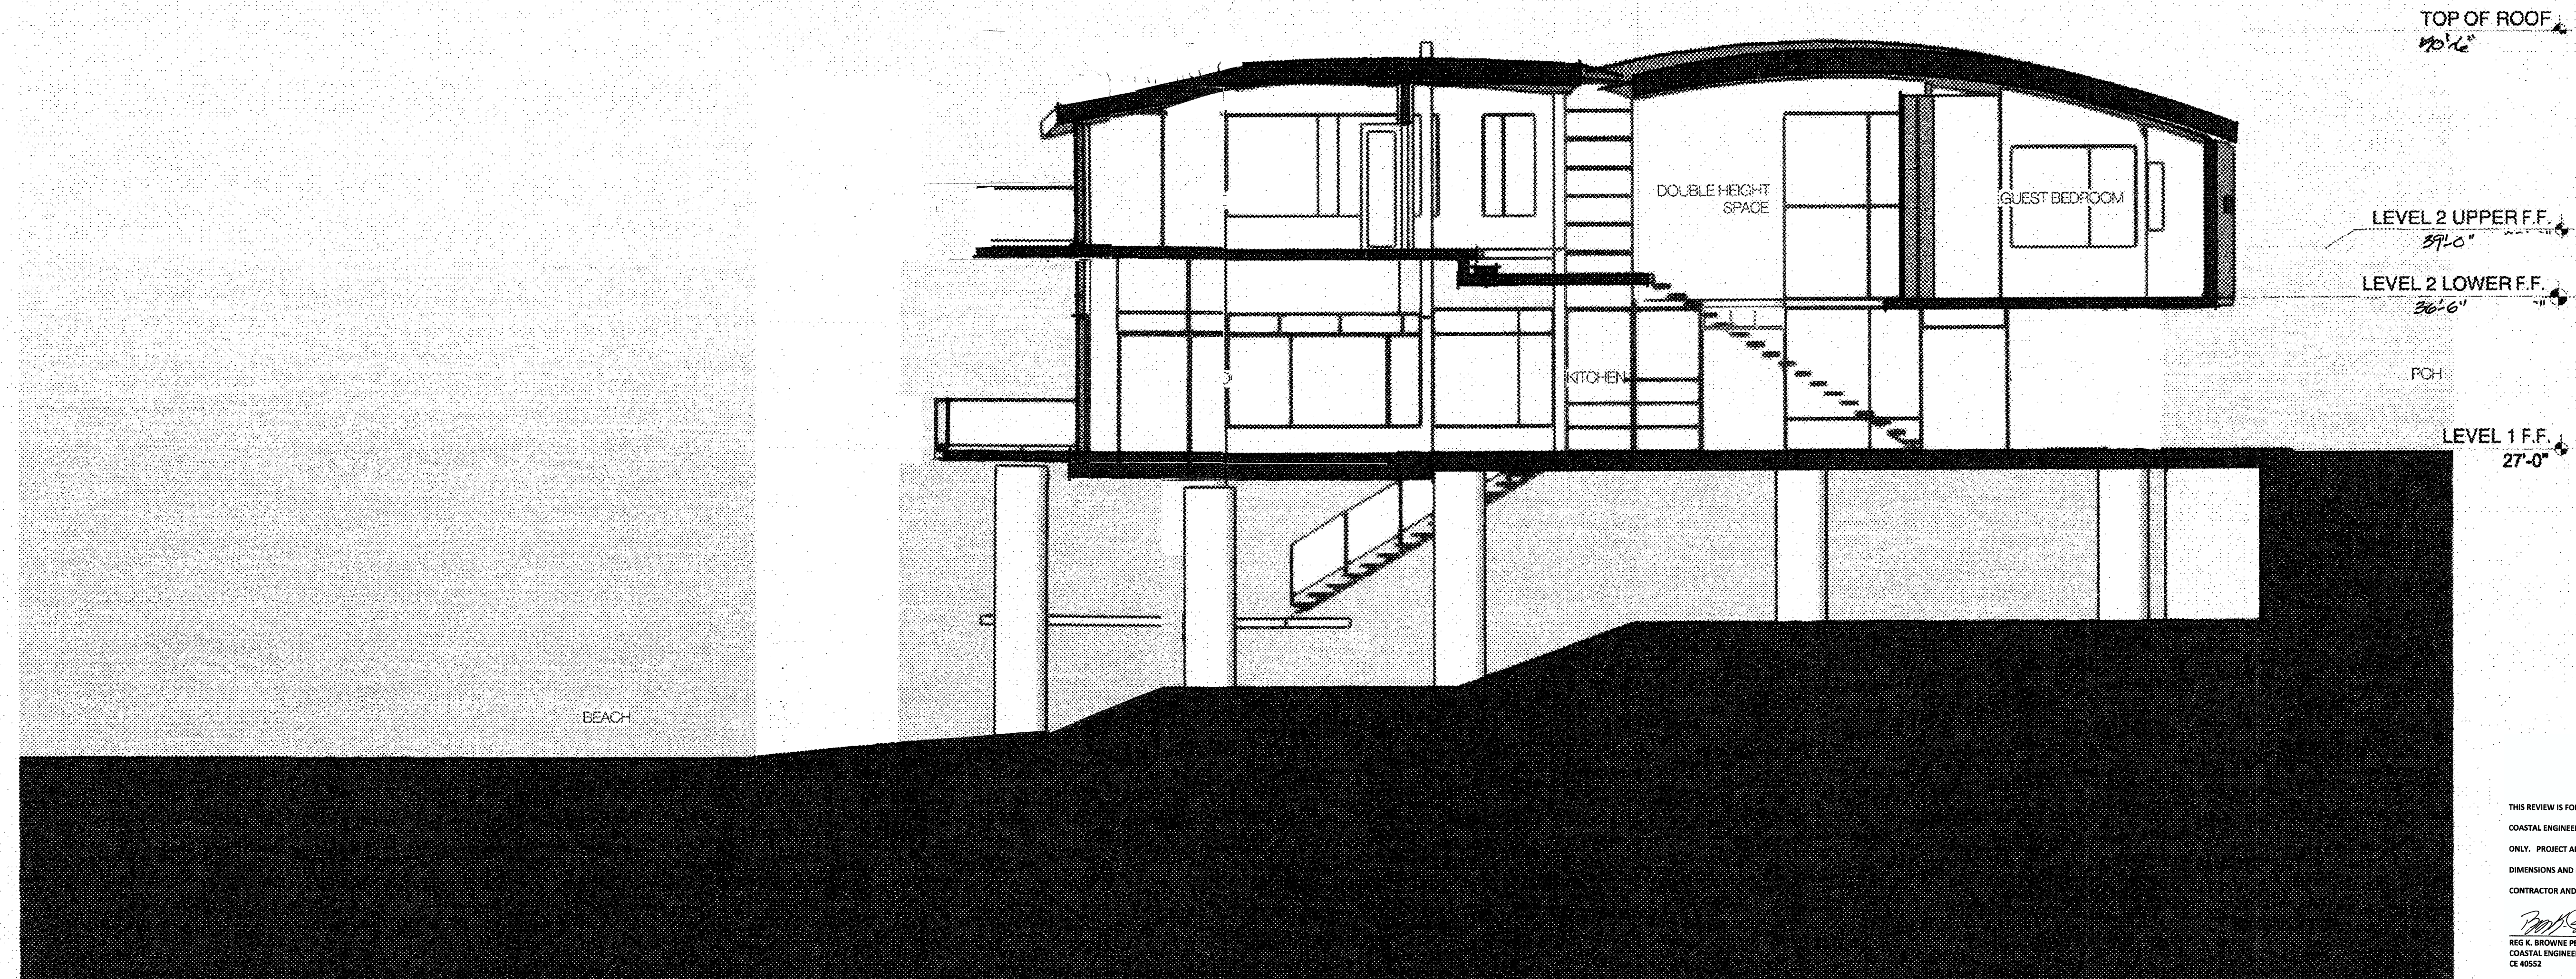 TOP OF ROOF
DOUBLE HEIGHT
SPACE
GUEST BEDROOM
LEVEL 2 UPPER F.F.
39'-0"
LEVEL 2 LOWER F.F.
36'-6"
KITCHEN
PCH
LEVEL 1 F.F.
27'-0"
BEACH
THIS REVIEW IS FO
COASTAL ENGINEE
ONLY. PROJECT A
DIMENSIONS AND
CONTRACTOR AND
REG K. BROWNE P
COASTAL ENGINE
CE 40552